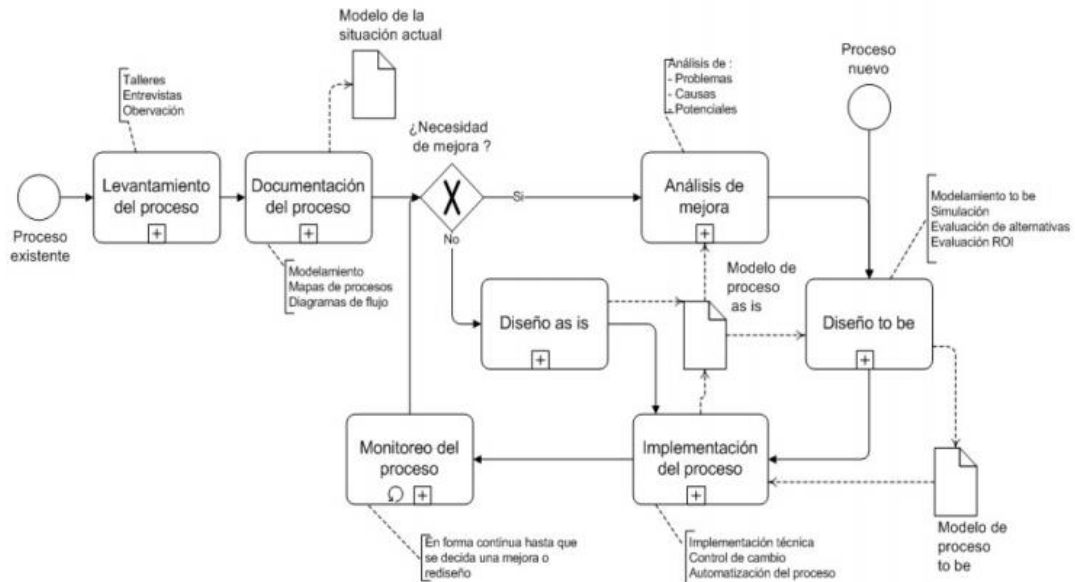 Modelo de la
situación actual
Talleres
Entrevistas
Obervación
Análisis de :
- Problemas
- Causas
- Potenciales
Proceso
nuevo
¿Necesidad
de mejora ?
Levantamiento
del proceso
Documentación
del proceso
Si
Análisis de
mejora
Modelamiento to be
Simulación
Evaluación de alternativas
Evaluación ROI
Proceso
existente
No
Modelamiento
Mapas de procesos
Diagramas de flujo
Modelo de
proceso
as is
Diseño as is
Diseño to be
Monitoreo del
proceso
Implementación
del proceso
Modelo de
proceso
to be
En forma continua hasta que
se decida una mejora o
rediseño
Implementación técnica
Control de cambio
Automatización del proceso